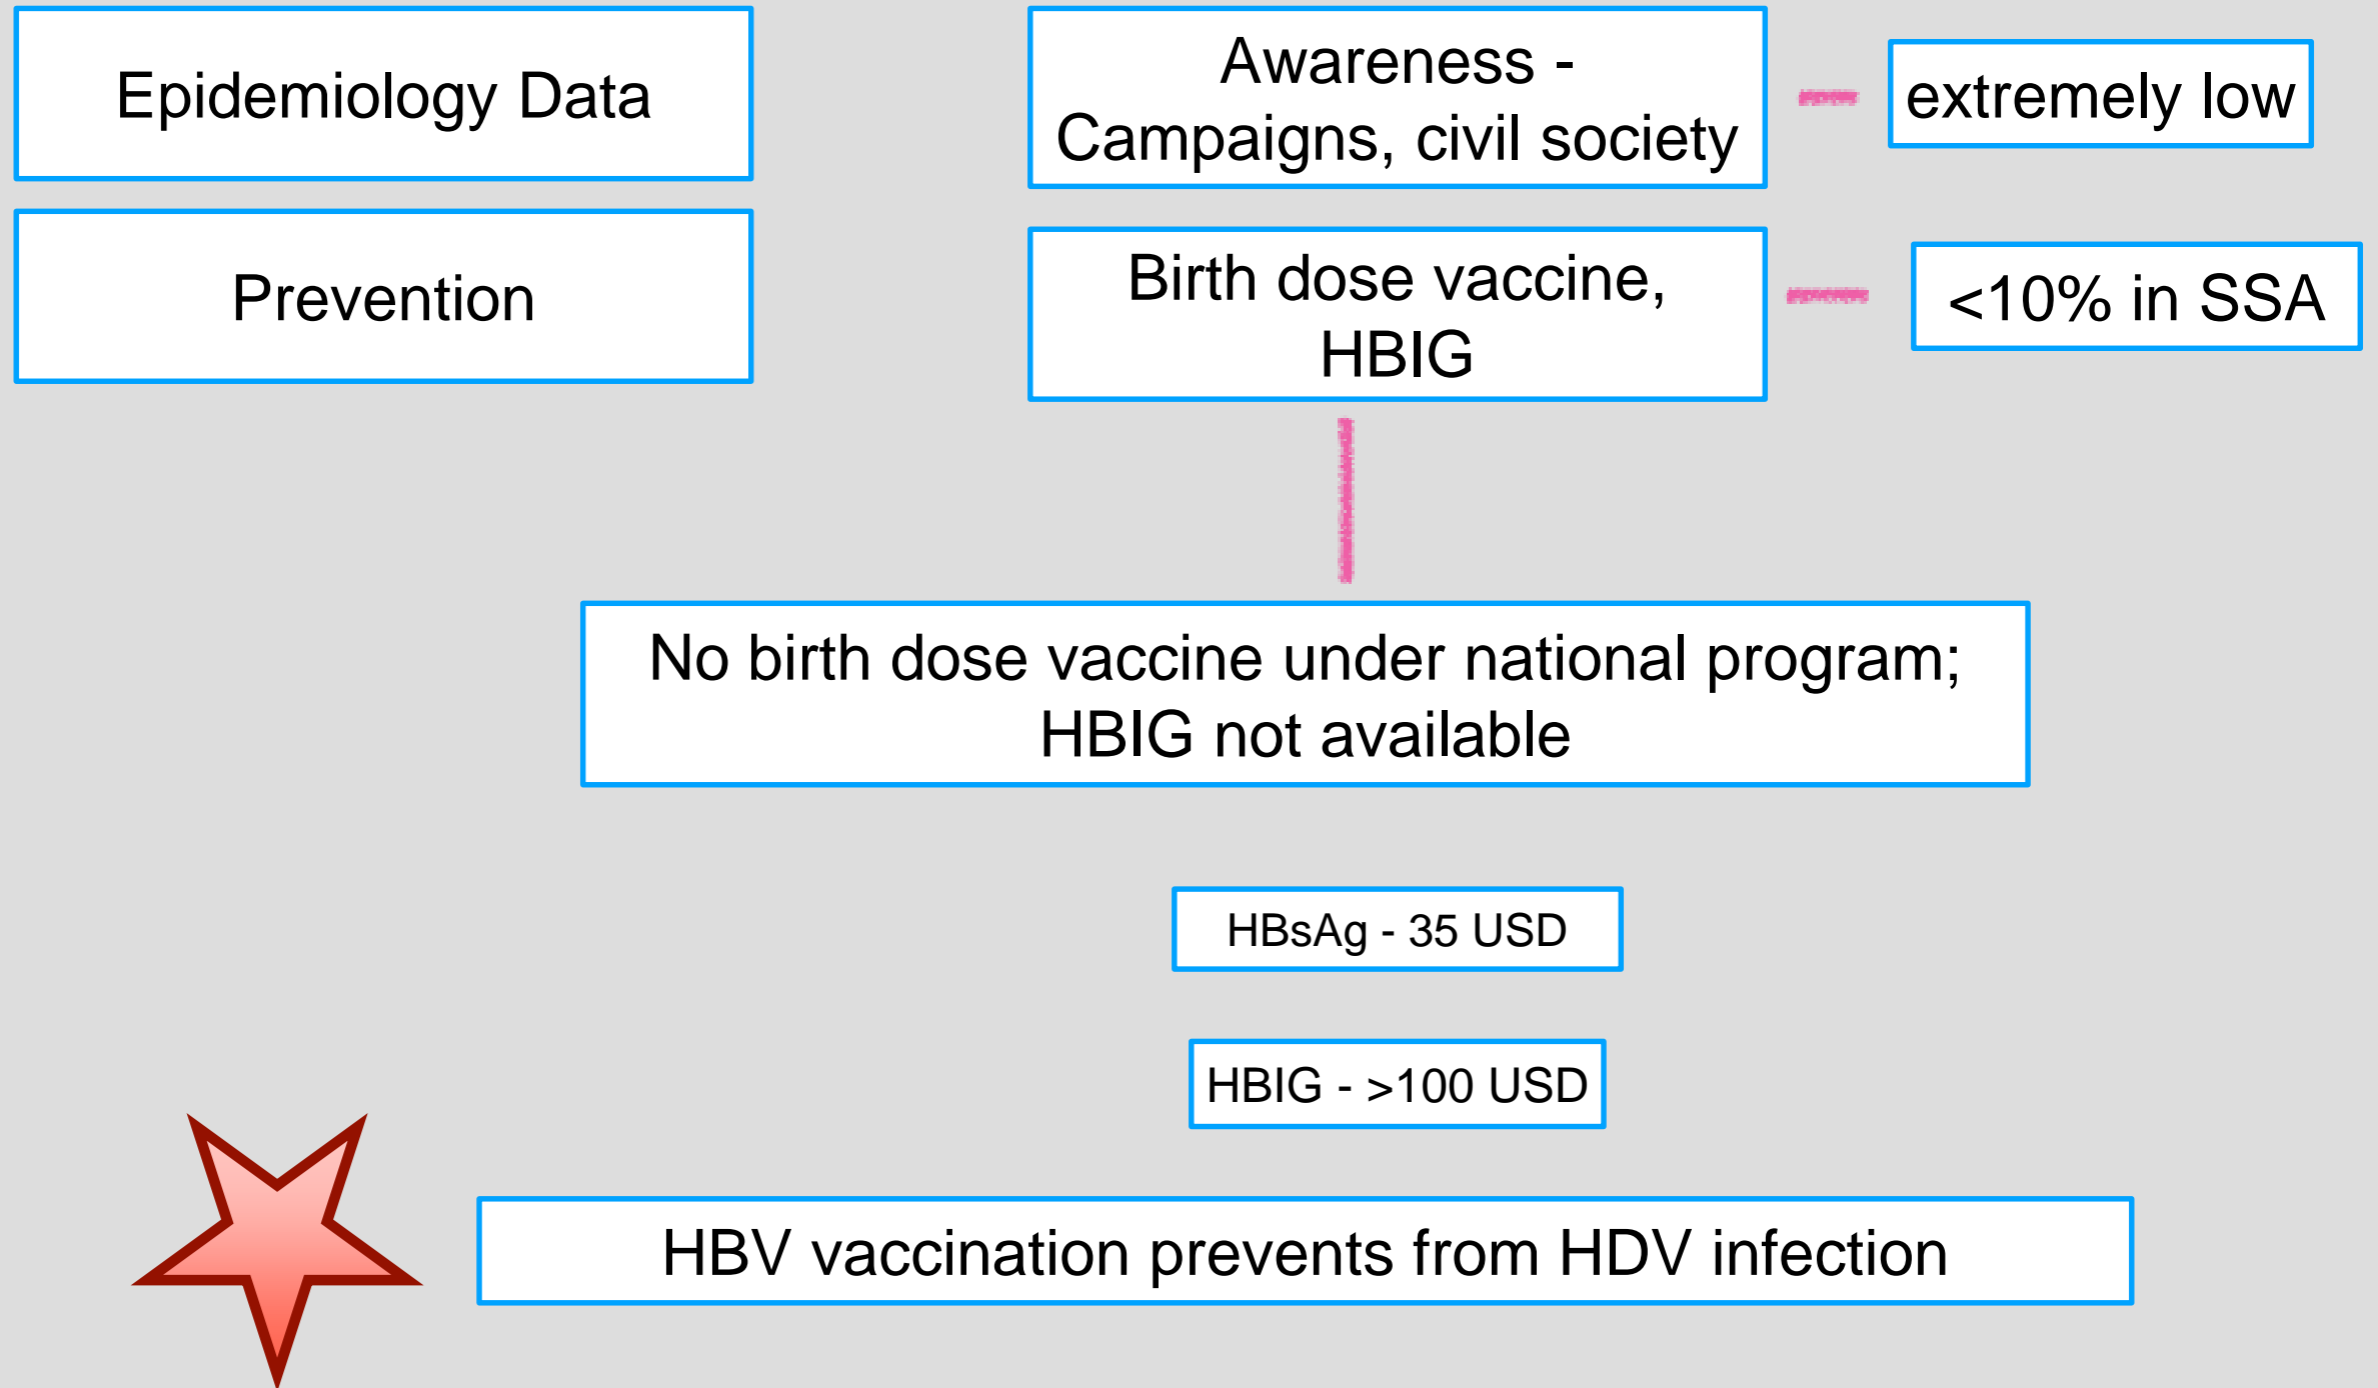 Epidemiology Data
Awareness -
Campaigns, civil society
extremely low
Prevention
Birth dose vaccine,
HBIG
<10% in SSA
No birth dose vaccine under national program;
HBIG not available
HBsAg - 35 USD
HBIG - >100 USD
HBV vaccination prevents from HDV infection